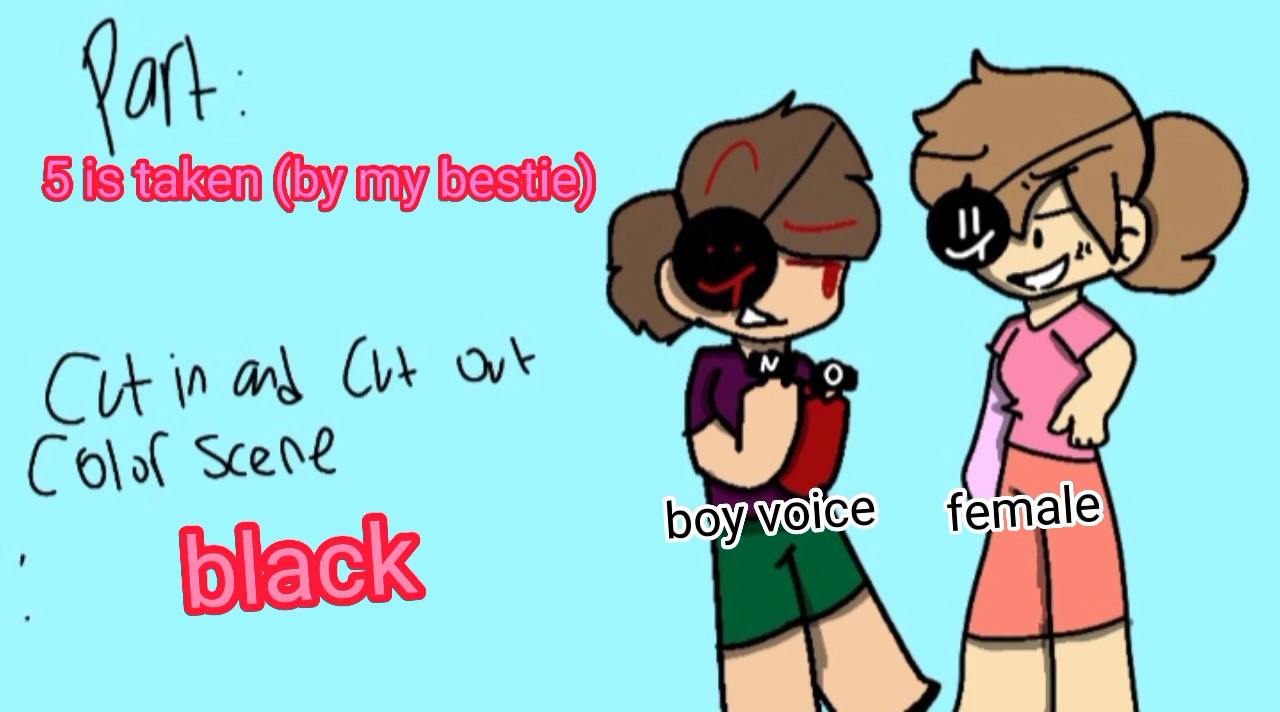 Part:
5 is taken (by my bestie)
Cut in and Cut out
Color scene
:
black
N O
boy voice
female